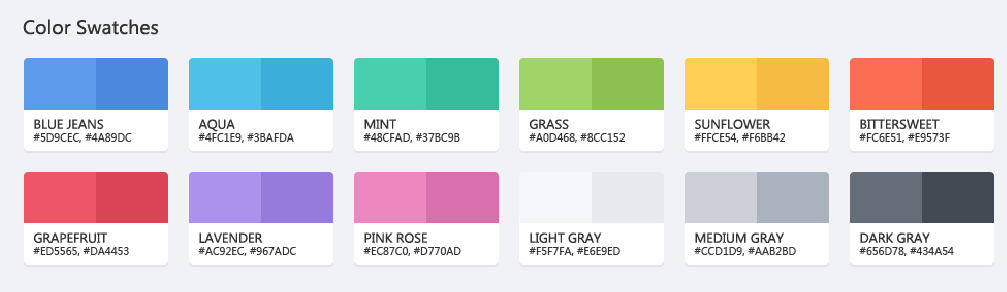 Color Swatches
BLUE JEANS
#5D9CEC, #4A89DC
AQUA
#4FC1E9, #3BAFDA
MINT
#48CFAD, #37BC9B
GRASS
#A0D468, #8CC152
SUNFLOWER
#FFCE54, #F6BB42
BITTERSWEET
#FC6E51, #E9573F
GRAPEFRUIT
#ED5565, #DA4453
LAVENDER
#AC92EC, #967ADC
PINK ROSE
#EC87C0, #D770AD
LIGHT GRAY
#F5F7FA, #E6E9ED
MEDIUM GRAY
#CCD1D9, #AAB2BD
DARK GRAY
#656D78, #434A54